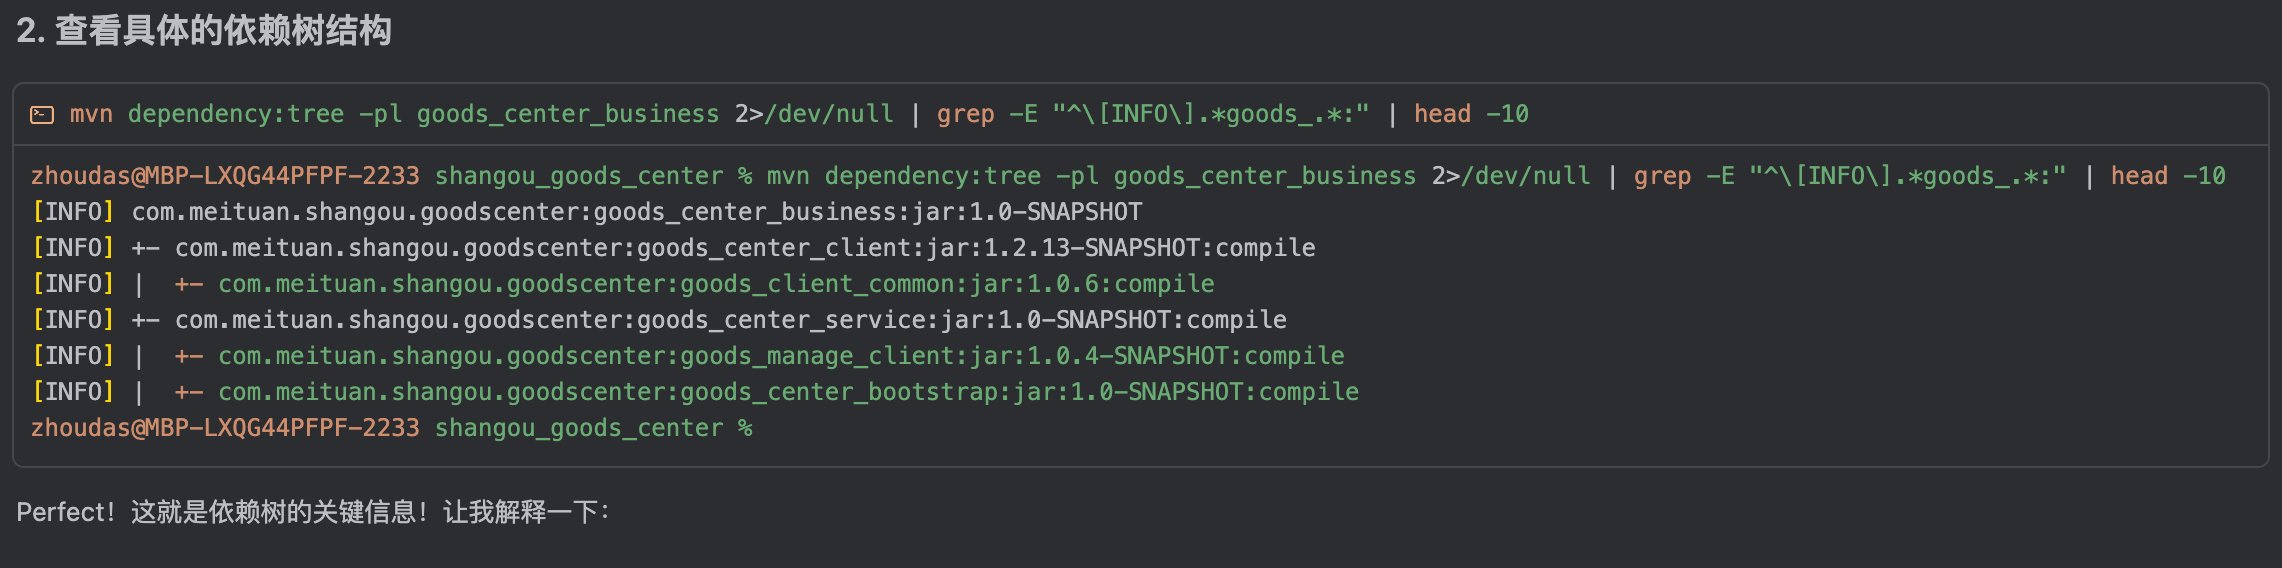 2. 查看具体的依赖树结构
mvn dependency:tree -pl goods_center_business 2>/dev/null | grep -E "^\[INFO\].*goods_.*:" | head -10
zhoudas@MBP-LXQG44PFPF-2233 shangou_goods_center % mvn dependency:tree -pl goods_center_business 2>/dev/null | grep -E "^\[INFO\].*goods_.*:" | head -10
[INFO] com.meituan.shangou.goodscenter:goods_center_business:jar:1.0-SNAPSHOT
[INFO] +- com.meituan.shangou.goodscenter:goods_center_client:jar:1.2.13-SNAPSHOT:compile
[INFO] |  +- com.meituan.shangou.goodscenter:goods_client_common:jar:1.0.6:compile
[INFO] +- com.meituan.shangou.goodscenter:goods_center_service:jar:1.0-SNAPSHOT:compile
[INFO] |  +- com.meituan.shangou.goodscenter:goods_manage_client:jar:1.0.4-SNAPSHOT:compile
[INFO] |  +- com.meituan.shangou.goodscenter:goods_center_bootstrap:jar:1.0-SNAPSHOT:compile
zhoudas@MBP-LXQG44PFPF-2233 shangou_goods_center %
Perfect！这就是依赖树的关键信息！让我解释一下：